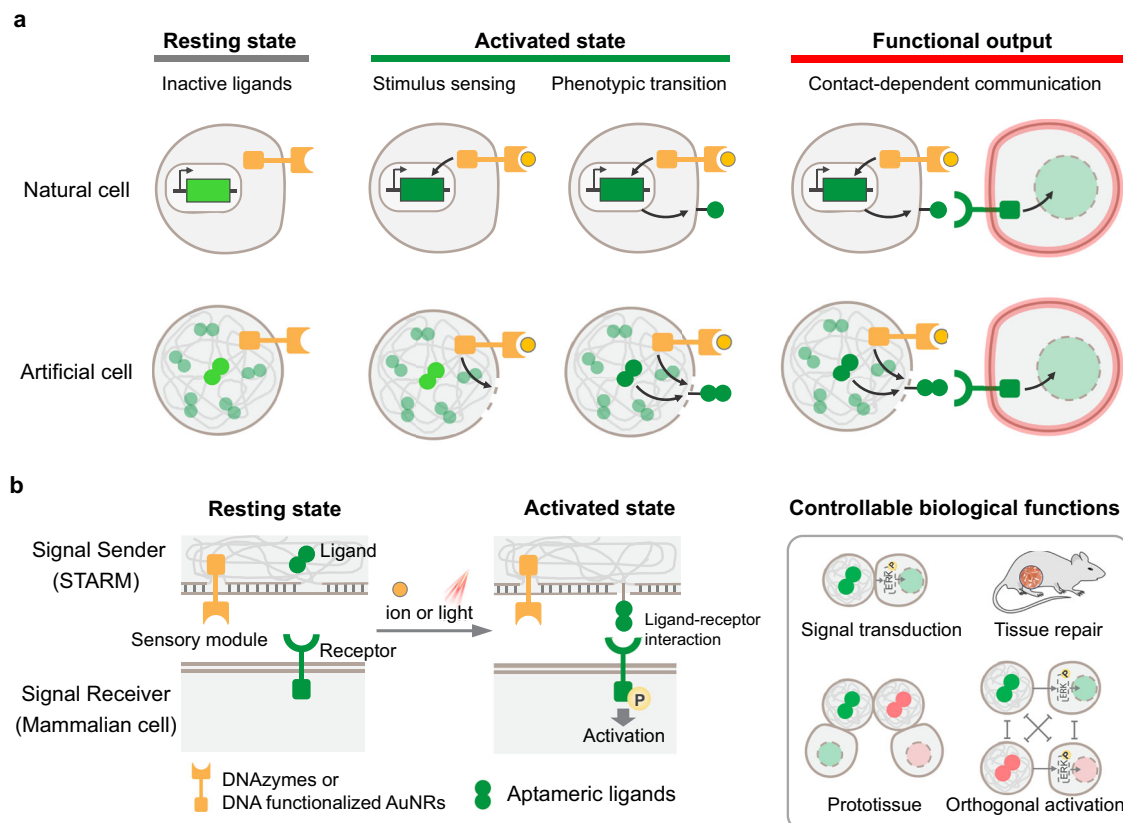 a
Resting state
Activated state
Functional output
Inactive ligands
Stimulus sensing
Phenotypic transition
Contact-dependent communication
Natural cell
Artificial cell
b
Resting state
Activated state
Controllable biological functions
Signal Sender
(STARM)
Ligand
ion or light
Sensory module
Receptor
Ligand-receptor
interaction
Signal Receiver
(Mammalian cell)
P
Activation
DNAzymes or
DNA functionalized AuNRs
Aptameric ligands
ERK
P
Signal transduction
Tissue repair
ERK
P
ERK
P
Prototissue
Orthogonal activation